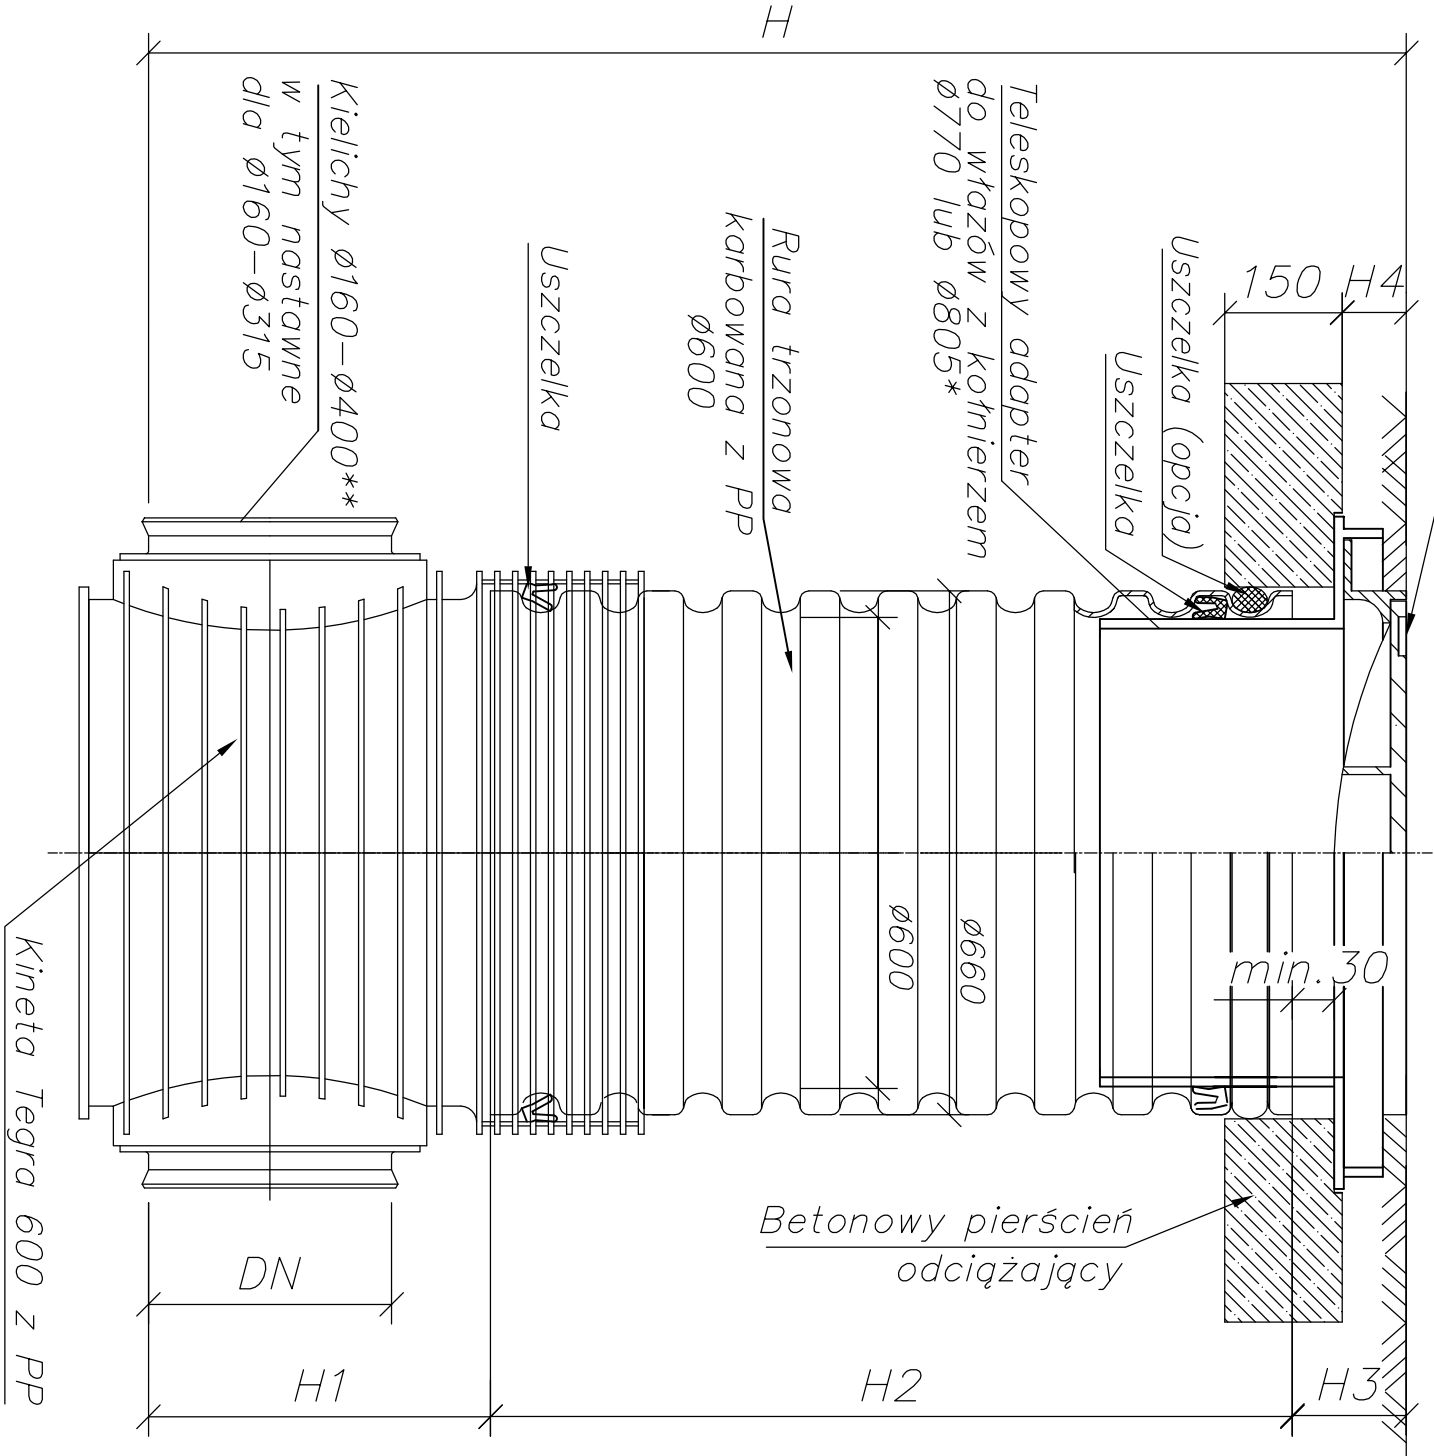 H
Kielichy ø160-ø400**
w tym nastawne
dla ø160-ø315
Teleskopowy adapter
do włazów z kołnierzem
ø770 lub ø805*
Rura trzonowa
karbowana z PP
ø600
Uszczelka
Uszczelka (opcja)
Uszczelka
150
H4
ø600
ø660
min.30
Betonowy pierścień
odciążający
Kineta Tegra 600 z PP
DN
H1
H2
H3